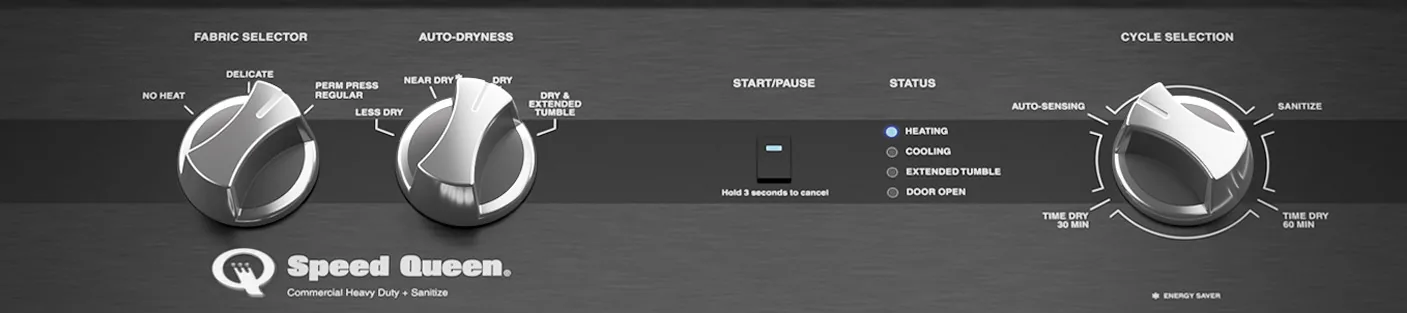 FABRIC SELECTOR
AUTO-DRYNESS
CYCLE SELECTION
NO HEAT
DELICATE
PERM PRESS
REGULAR
LESS DRY
NEAR DRY*
DRY
DRY &
EXTENDED
TUMBLE
START/PAUSE
Hold 3 seconds to cancel
STATUS
HEATING
COOLING
EXTENDED TUMBLE
DOOR OPEN
AUTO-SENSING
SANITIZE
TIME DRY
30 MIN
TIME DRY
60 MIN
Speed Queen®
Commercial Heavy Duty + Sanitize
✱ ENERGY SAVER